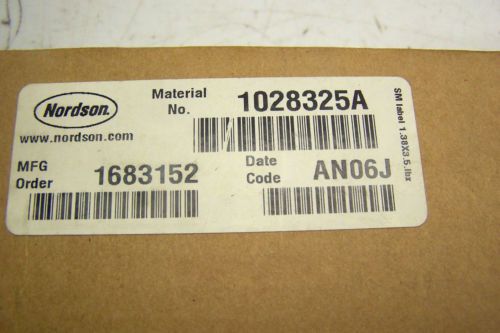 Nordson.
www.nordson.com
Material No. 1028325A
MFG Order 1683152
Date Code AN06J
SM label 1.38X3.5.lbx